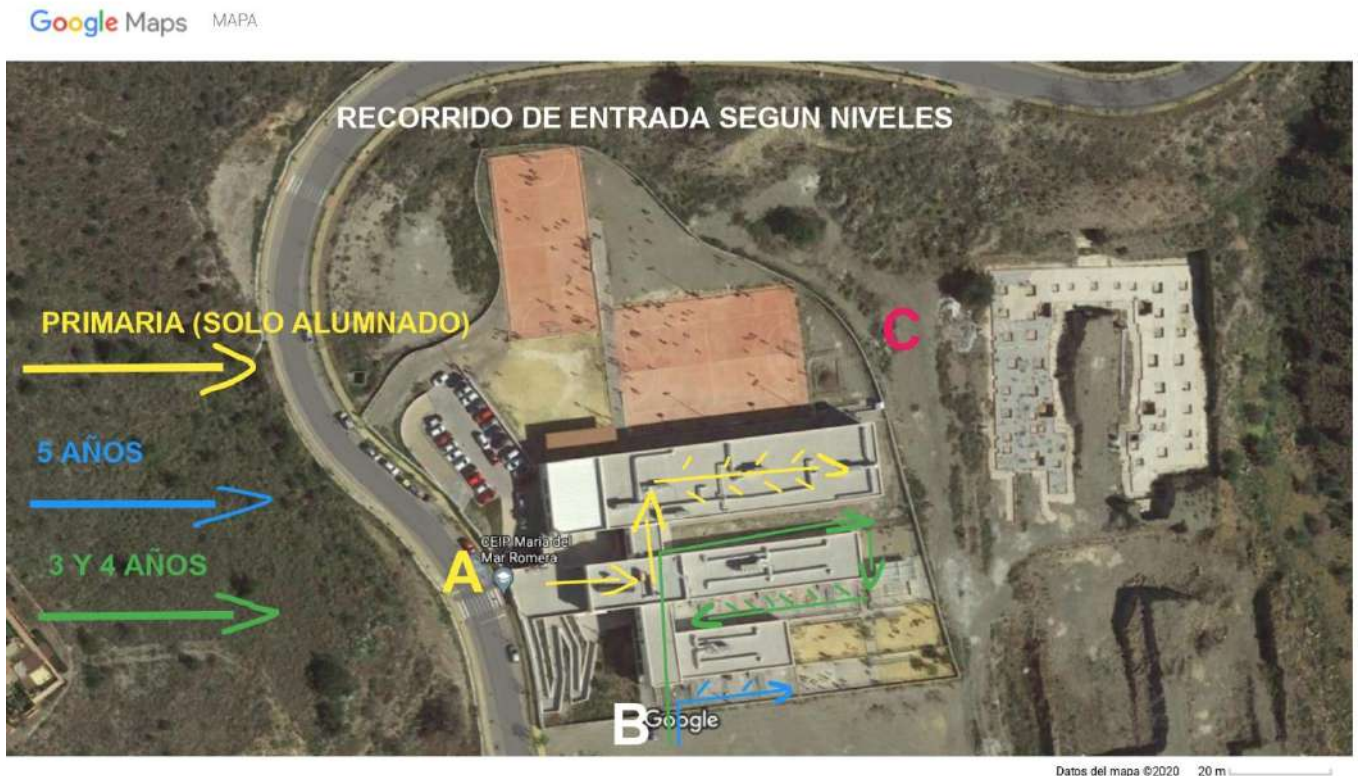 Google Maps MAPA
RECORRIDO DE ENTRADA SEGUN NIVELES
PRIMARIA (SOLO ALUMNADO)
C
5 AÑOS
CEIP María del
Mar Romera
A
3 Y 4 AÑOS
B
Google
Datos del mapa ©2020 20 m